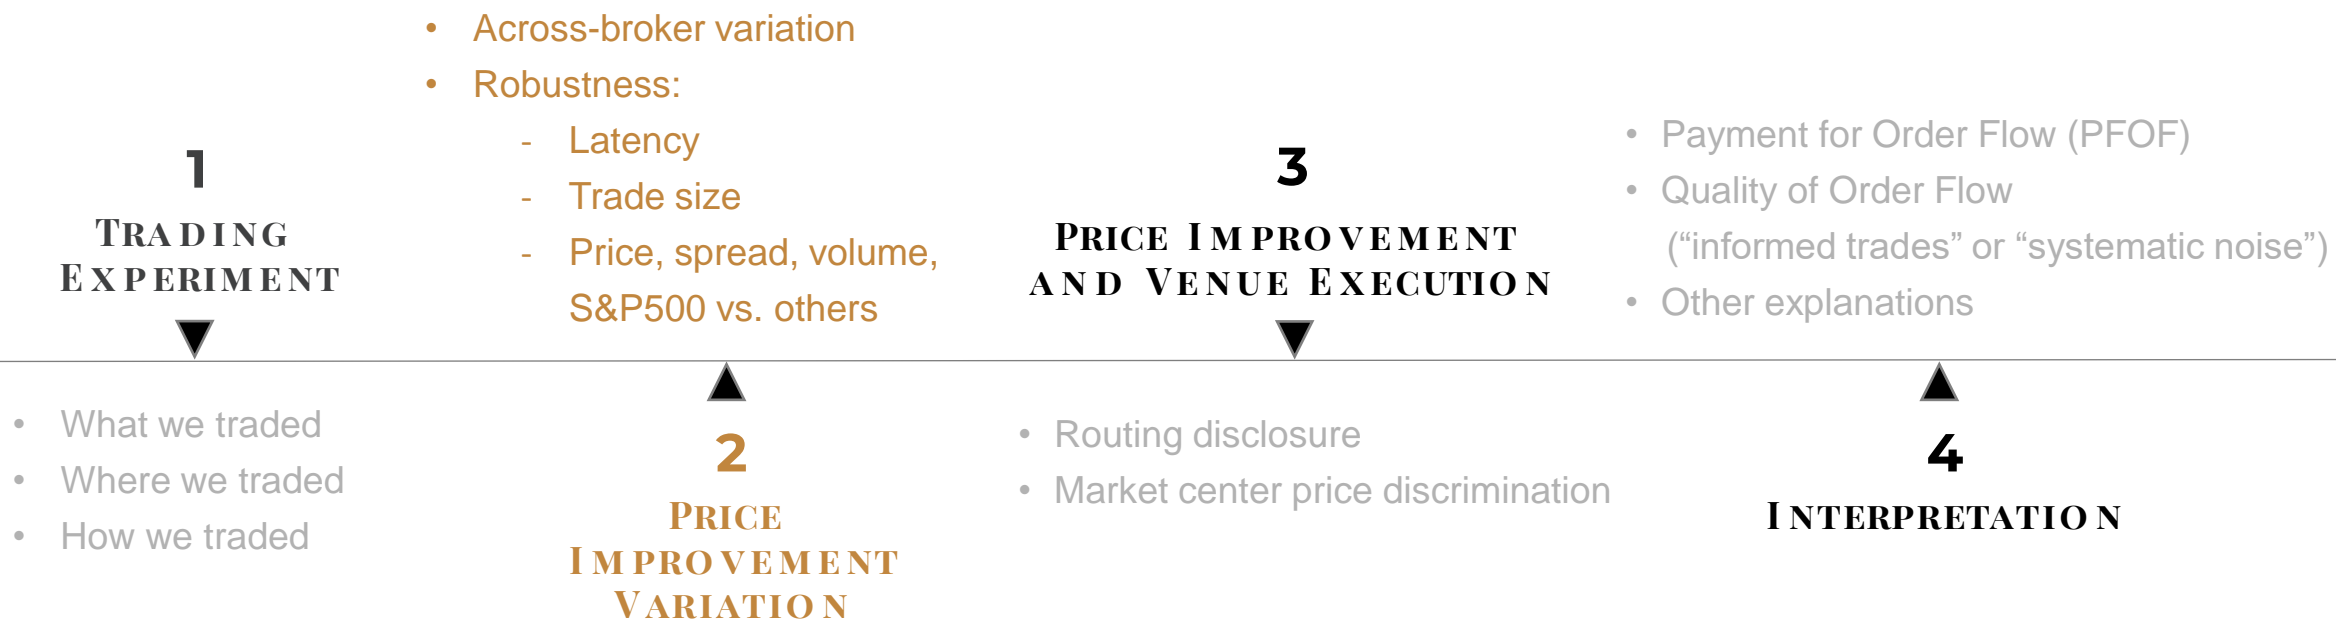 1
TRADING
EXPERIMENT
• What we traded
• Where we traded
• How we traded
• Across-broker variation
• Robustness:
- Latency
- Trade size
- Price, spread, volume,
S&P500 vs. others
2
PRICE
IMPROVEMENT
VARIATION
3
PRICE IMPROVEMENT
AND VENUE EXECUTION
• Routing disclosure
• Market center price discrimination
• Payment for Order Flow (PFOF)
• Quality of Order Flow
(“informed trades” or “systematic noise”)
• Other explanations
4
INTERPRETATION